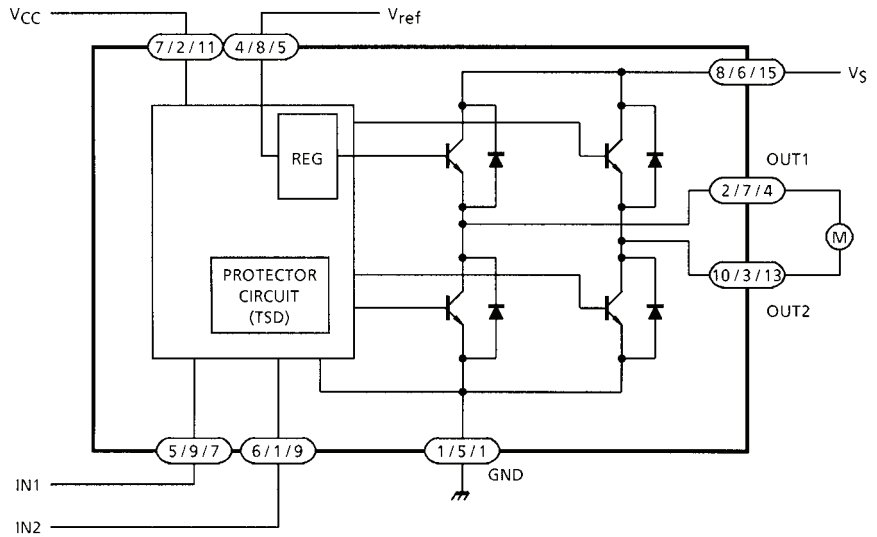 VCC
Vref
7/2/11
4/8/5
8/6/15
VS
REG
OUT1
2/7/4
M
PROTECTOR
CIRCUIT
(TSD)
10/3/13
OUT2
5/9/7
6/1/9
1/5/1
GND
IN1
IN2